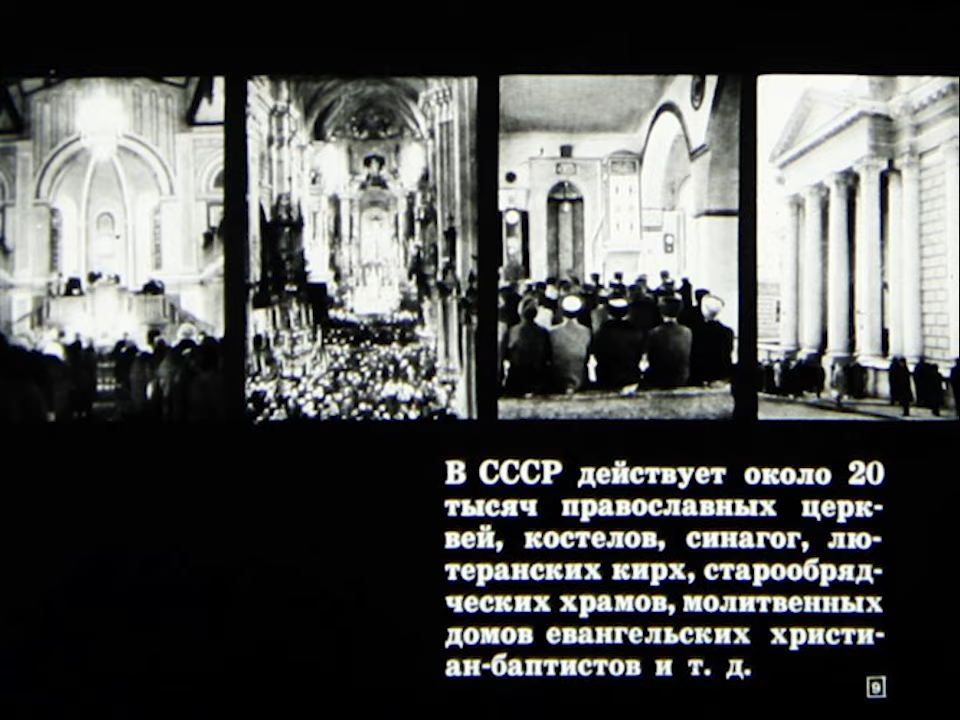 В СССР действует около 20
тысяч православных церк-
вей, костелов, синагог, лю-
теранских кирх, старообряд-
ческих храмов, молитвенных
домов евангельских христи-
ан-баптистов и т. д.
9